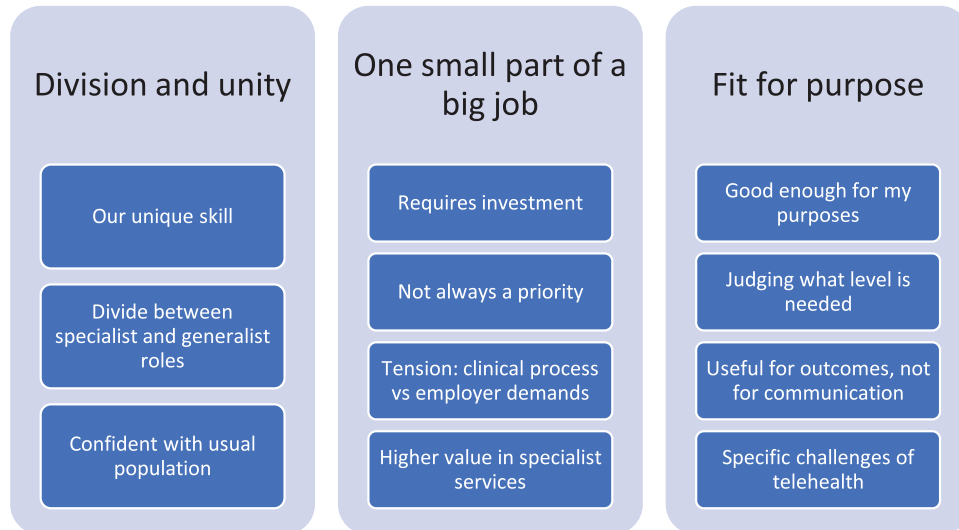 Division and unity
Our unique skill
Divide between
specialist and generalist
roles
Confident with usual
population
One small part of a
big job
Requires investment
Not always a priority
Tension: clinical process
vs employer demands
Higher value in specialist
services
Fit for purpose
Good enough for my
purposes
Judging what level is
needed
Useful for outcomes, not
for communication
Specific challenges of
telehealth